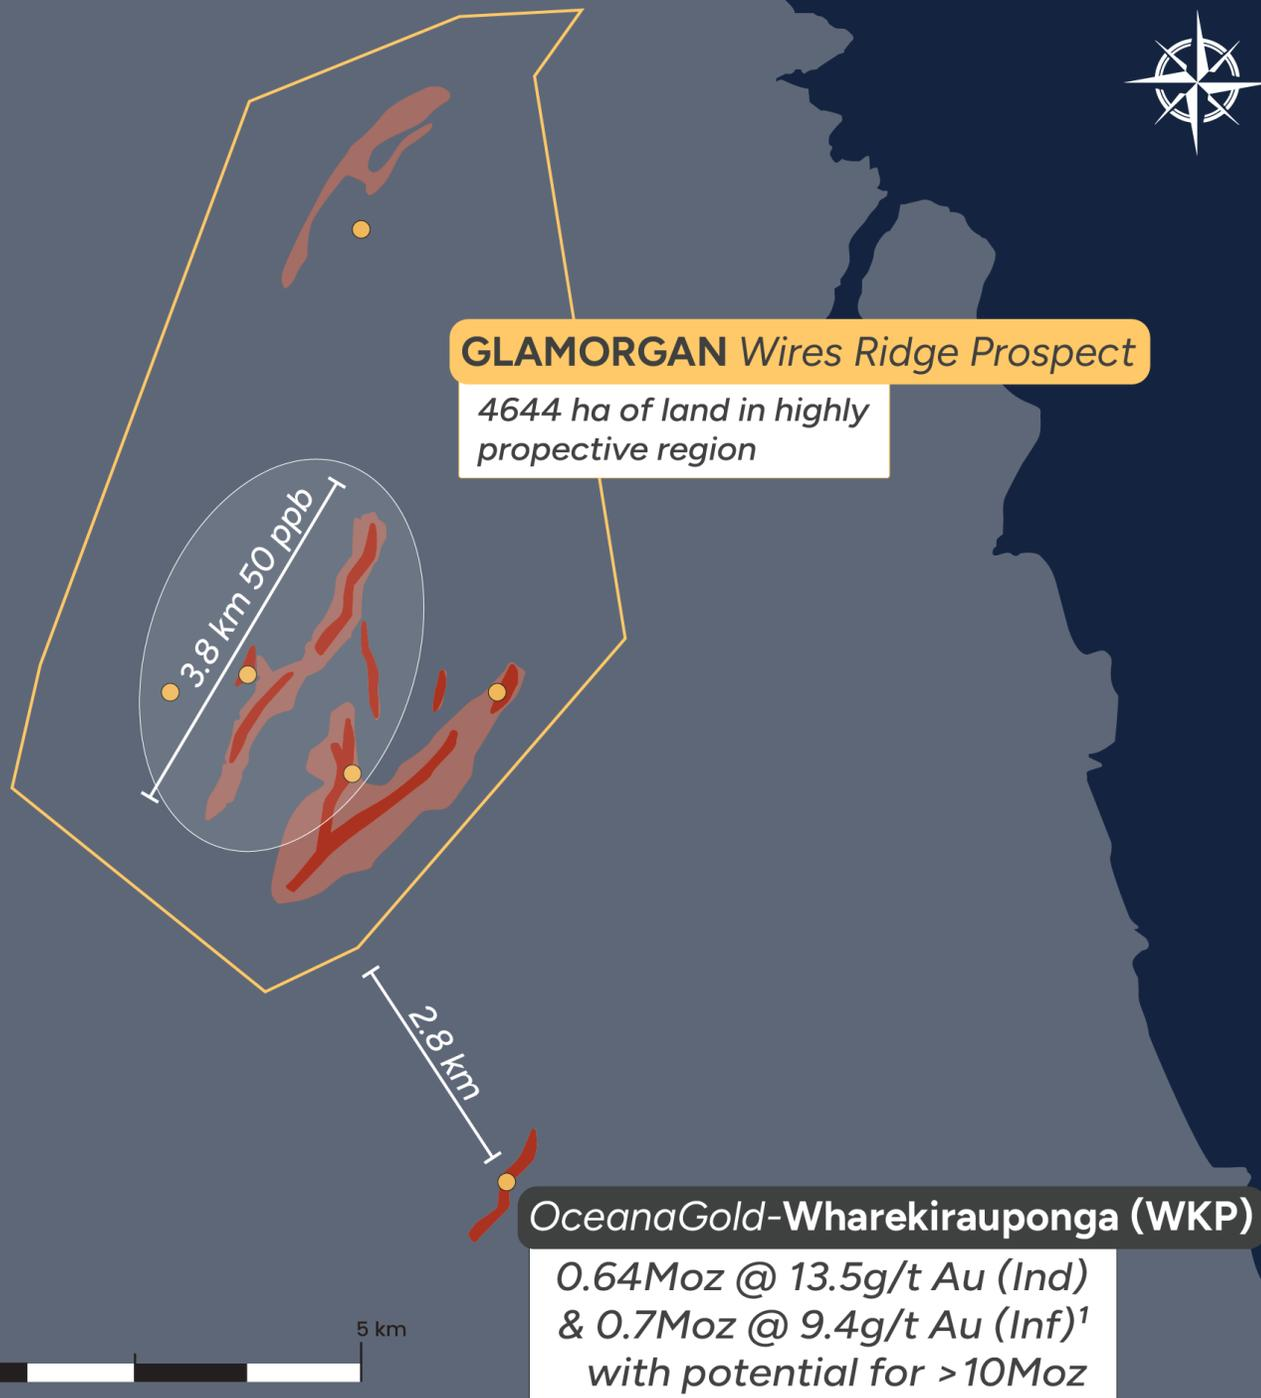 GLAMORGAN Wires Ridge Prospect
4644 ha of land in highly
propective region
3.8 km 50 ppb
2.8 km
OceanaGold-Wharekirauponga (WKP)
0.64Moz @ 13.5g/t Au (Ind)
& 0.7Moz @ 9.4g/t Au (Inf)¹
with potential for >10Moz
5 km